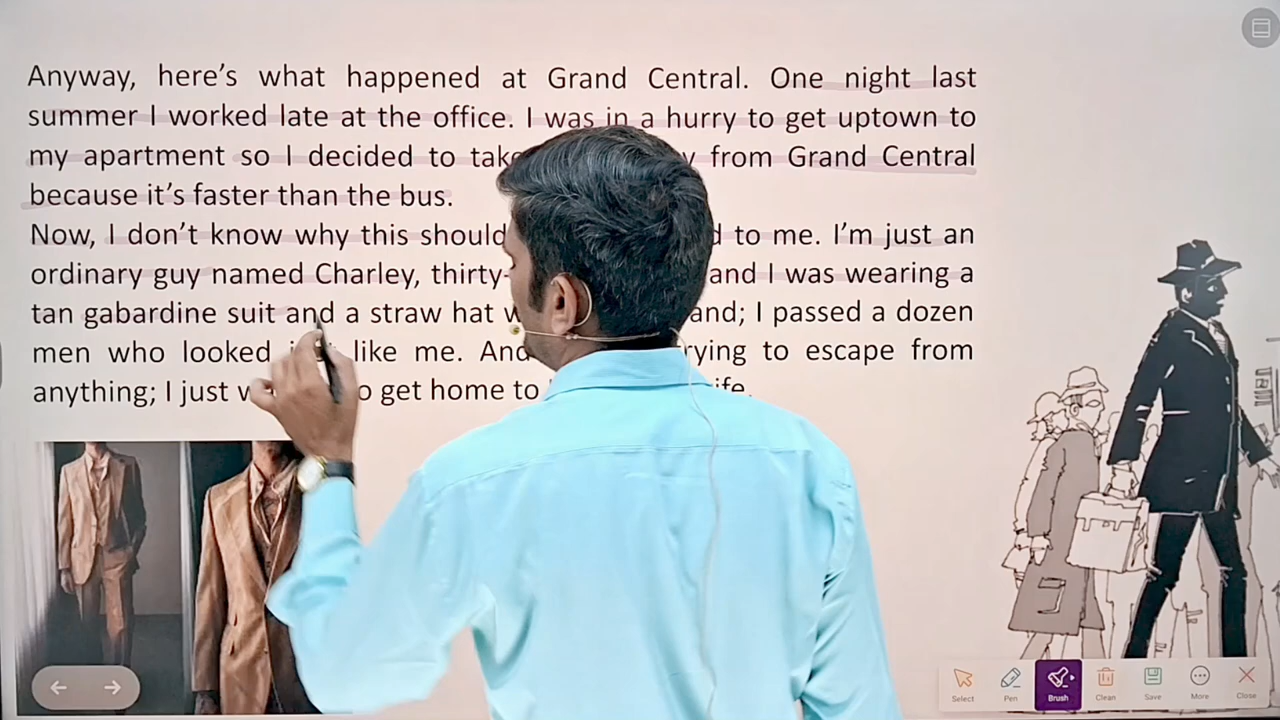 Anyway, here's what happened at Grand Central. One night last
summer I worked late at the office. I was in a hurry to get uptown to
my apartment so I decided to take from Grand Central
because it's faster than the bus.
Now, I don't know why this should to me. I'm just an
ordinary guy named Charley, thirty- and I was wearing a
tan gabardine suit and a straw hat I passed a dozen
men who looked just like me. And to escape from
anything; I just to get home to
Select
Pen
Brush
Clean
Save
More
Close